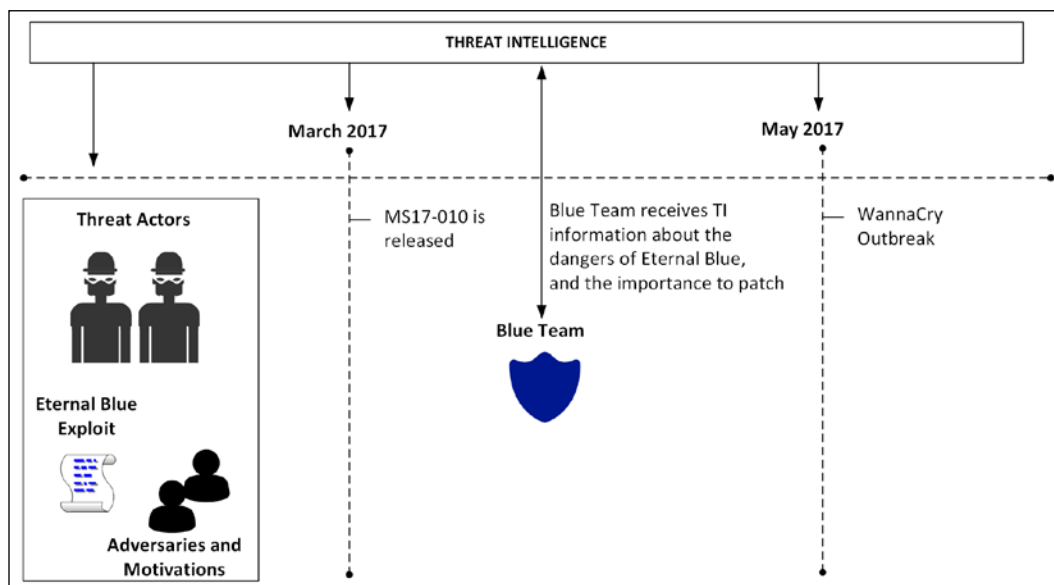 THREAT INTELLIGENCE
March 2017
May 2017
Threat Actors
MS17-010 is
released
Blue Team receives TI
information about the
dangers of Eternal Blue,
and the importance to patch
WannaCry
Outbreak
Blue Team
Eternal Blue
Exploit
Adversaries and
Motivations